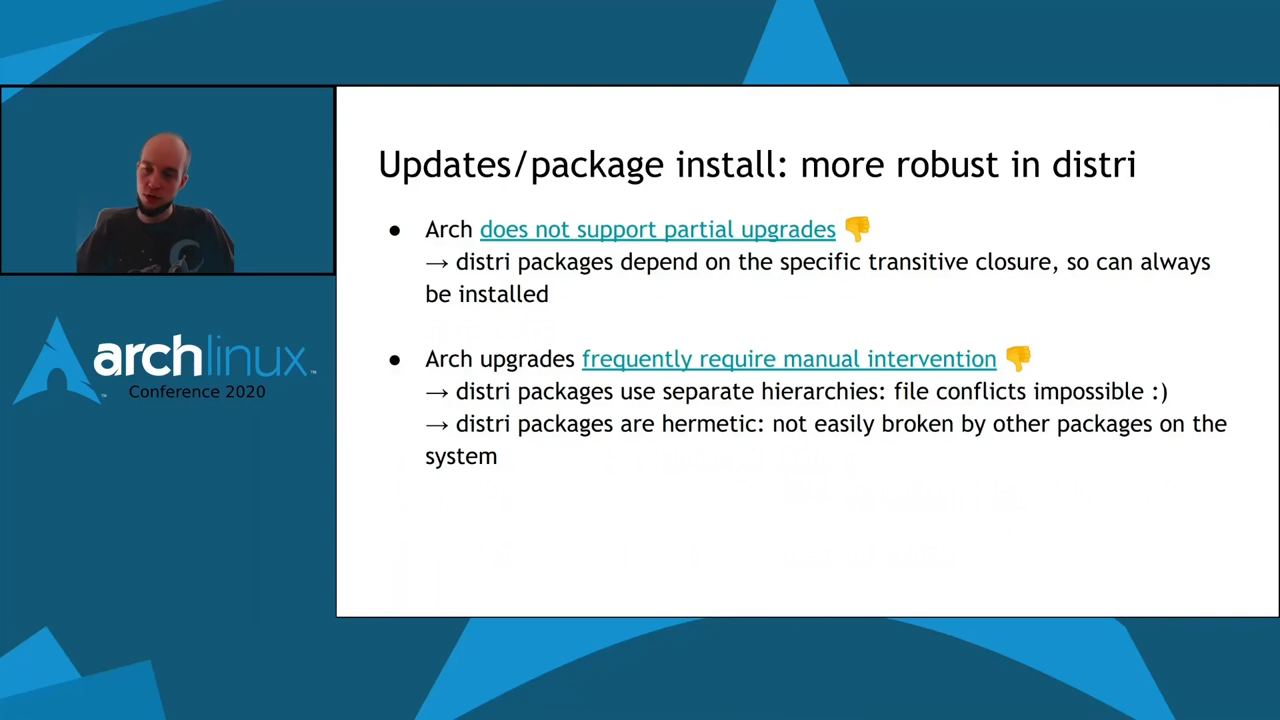 Updates/package install: more robust in distri
● Arch does not support partial upgrades 👎
→ distri packages depend on the specific transitive closure, so can always
be installed
● Arch upgrades frequently require manual intervention 👎
→ distri packages use separate hierarchies: file conflicts impossible :)
→ distri packages are hermetic: not easily broken by other packages on the
system
archlinux™
Conference 2020